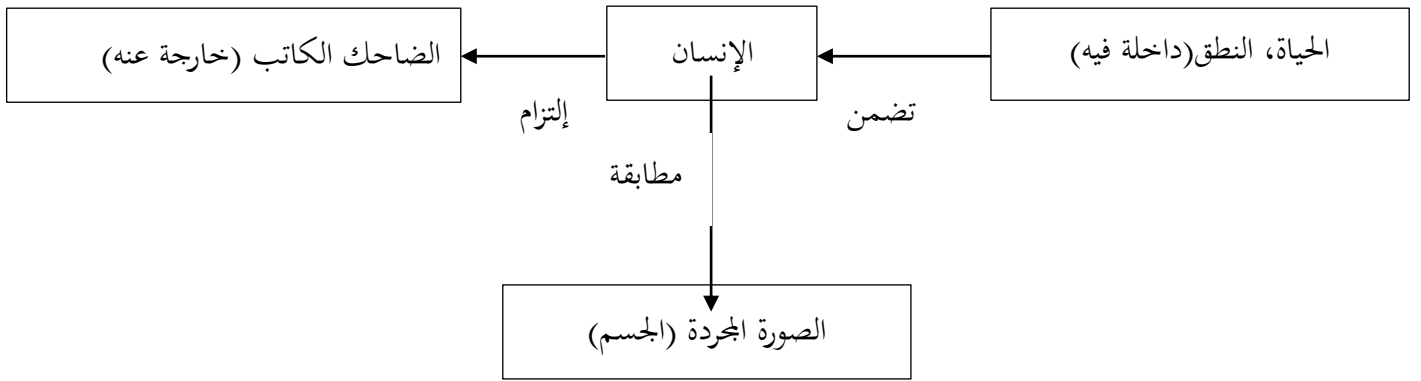 الحياة، النطق(داخلة فيه)
الإنسان
الضاحك الكاتب (خارجة عنه)
تضمن
إلتزام
مطابقة
الصورة المجردة (الجسم)